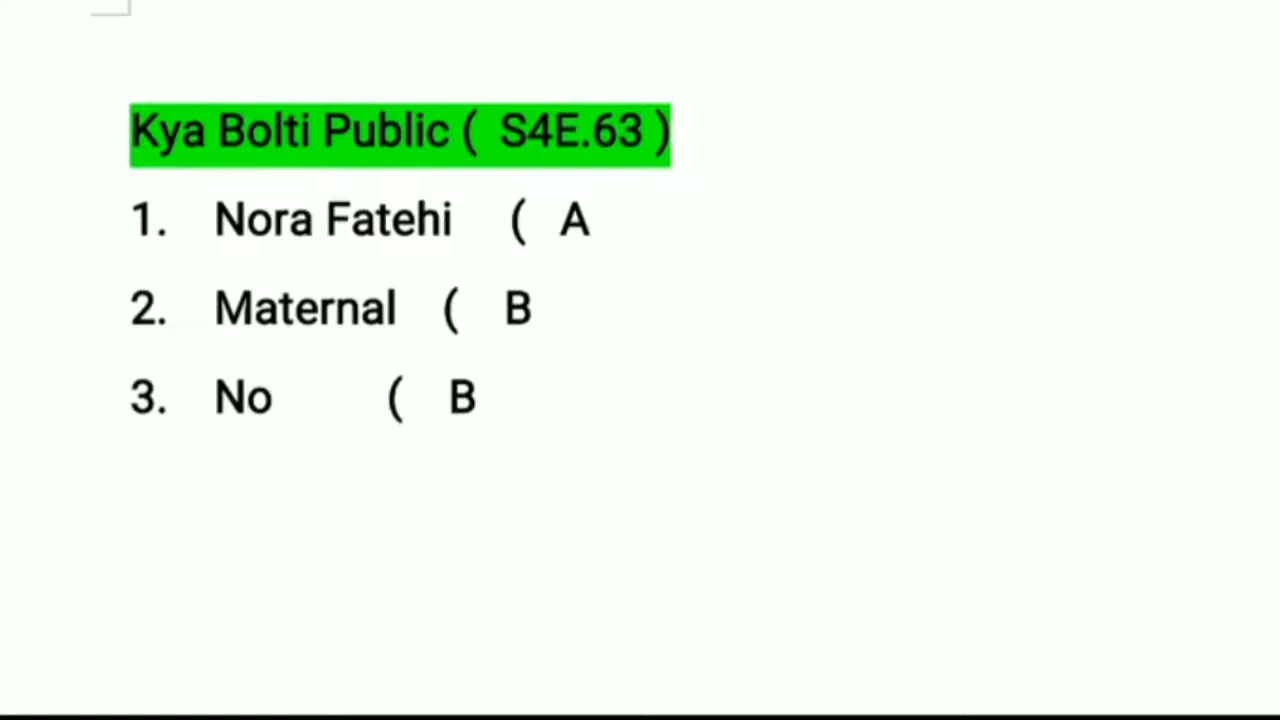 Kya Bolti Public ( S4E.63 )
1. Nora Fatehi ( A
2. Maternal ( B
3. No ( B